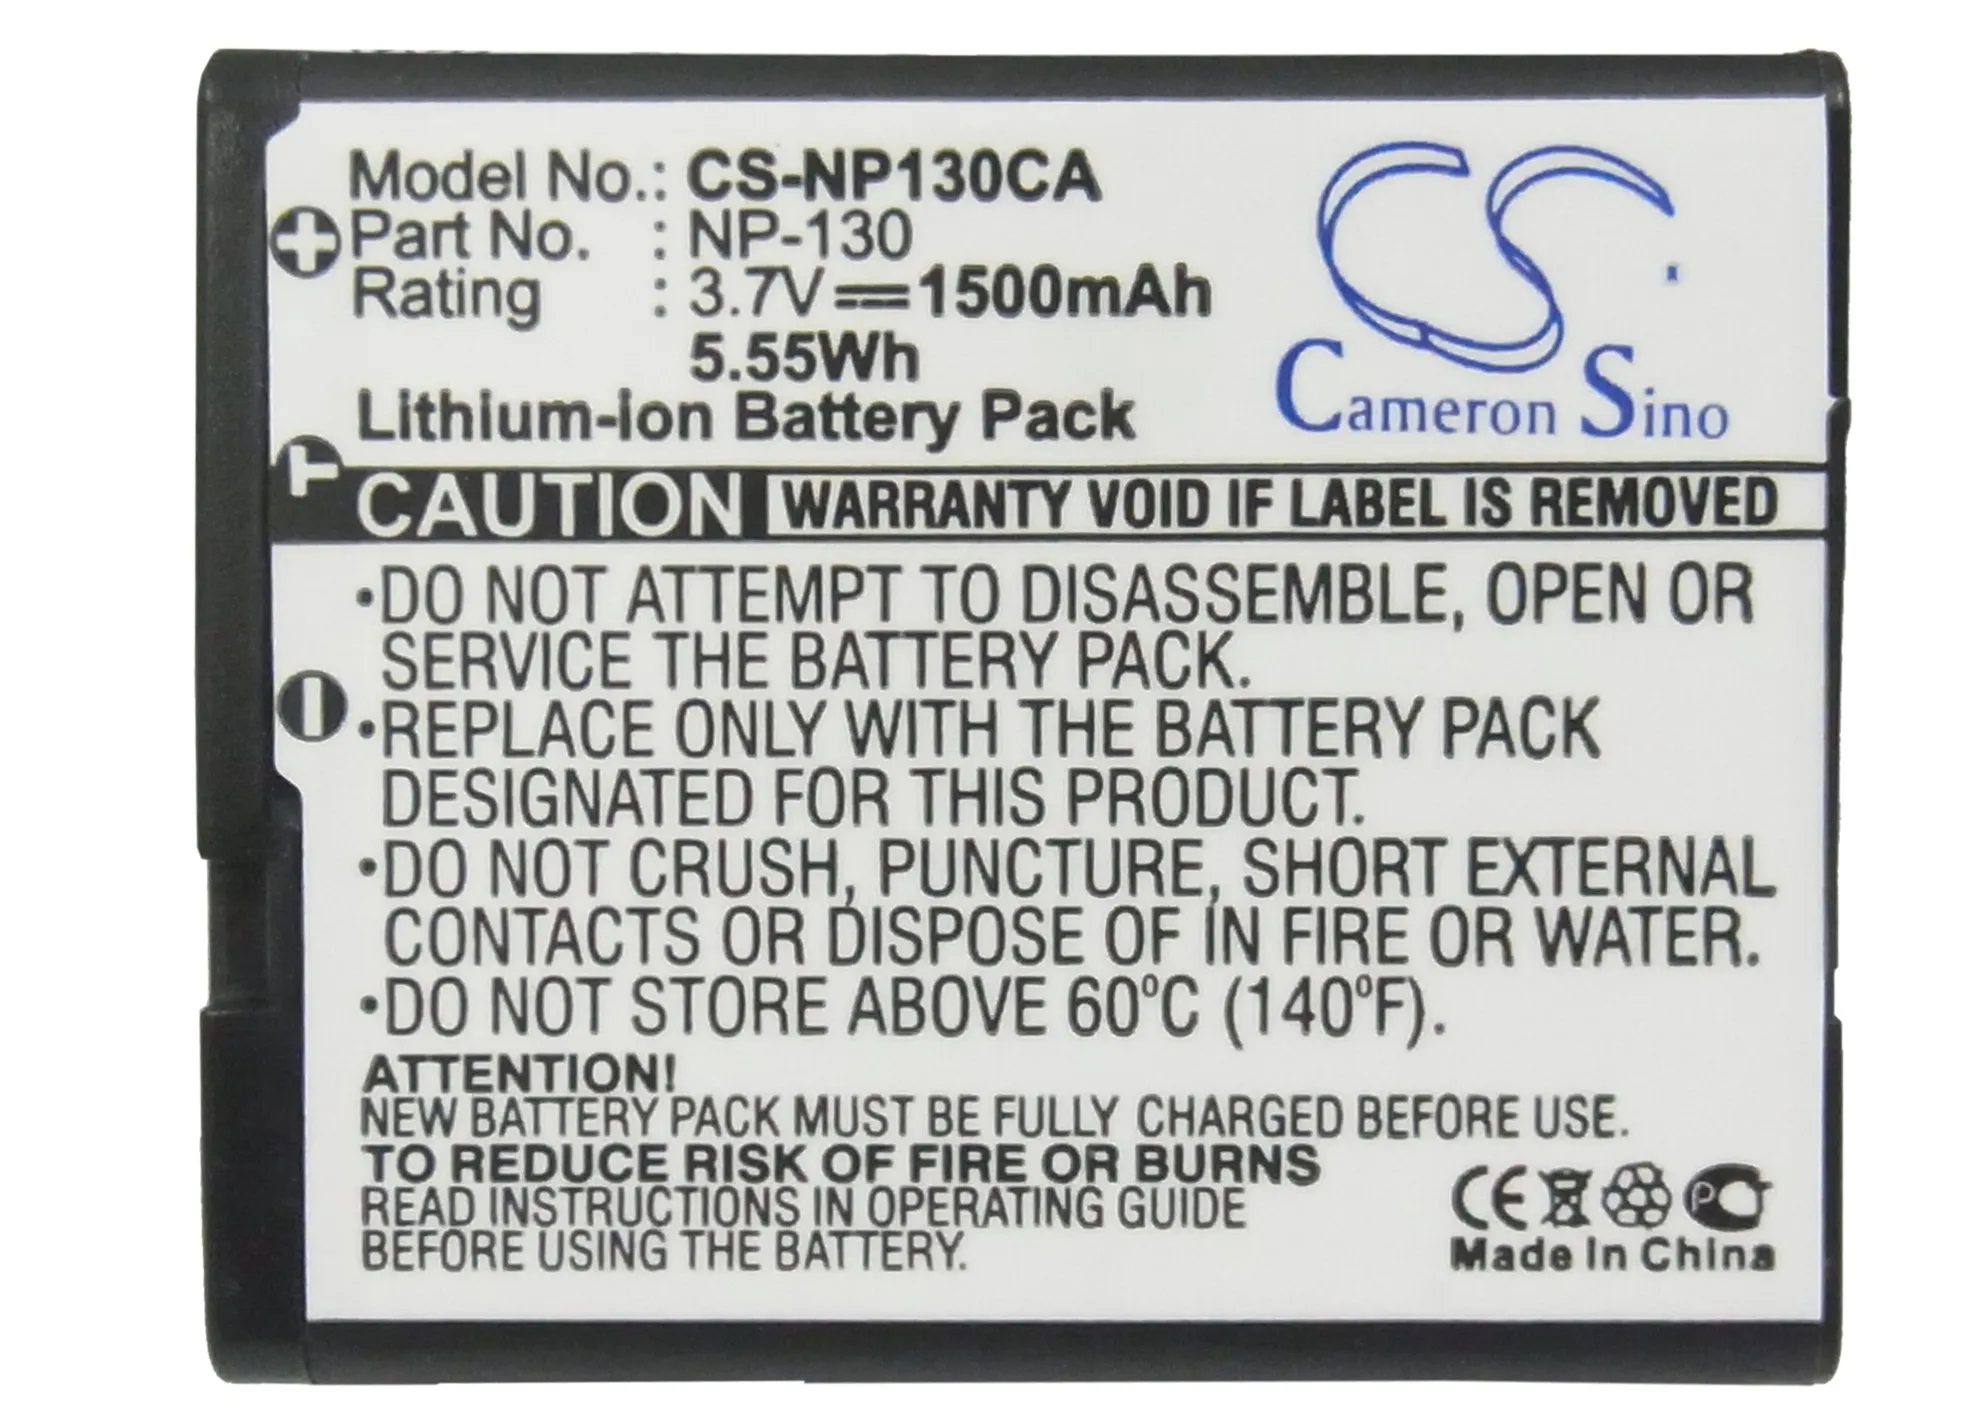 Model No.: CS-NP130CA
Part No. : NP-130
Rating : 3.7V 1500mAh
5.55Wh
Lithium-ion Battery Pack
CS
Cameron Sino
T
CAUTION WARRANTY VOID IF LABEL IS REMOVED
•DO NOT ATTEMPT TO DISASSEMBLE, OPEN OR
SERVICE THE BATTERY PACK.
•REPLACE ONLY WITH THE BATTERY PACK
DESIGNATED FOR THIS PRODUCT.
•DO NOT CRUSH, PUNCTURE, SHORT EXTERNAL
CONTACTS OR DISPOSE OF IN FIRE OR WATER.
•DO NOT STORE ABOVE 60ºC (140ºF).
ATTENTION!
NEW BATTERY PACK MUST BE FULLY CHARGED BEFORE USE.
TO REDUCE RISK OF FIRE OR BURNS
READ INSTRUCTIONS IN OPERATING GUIDE
BEFORE USING THE BATTERY.
CE PC
Made in China